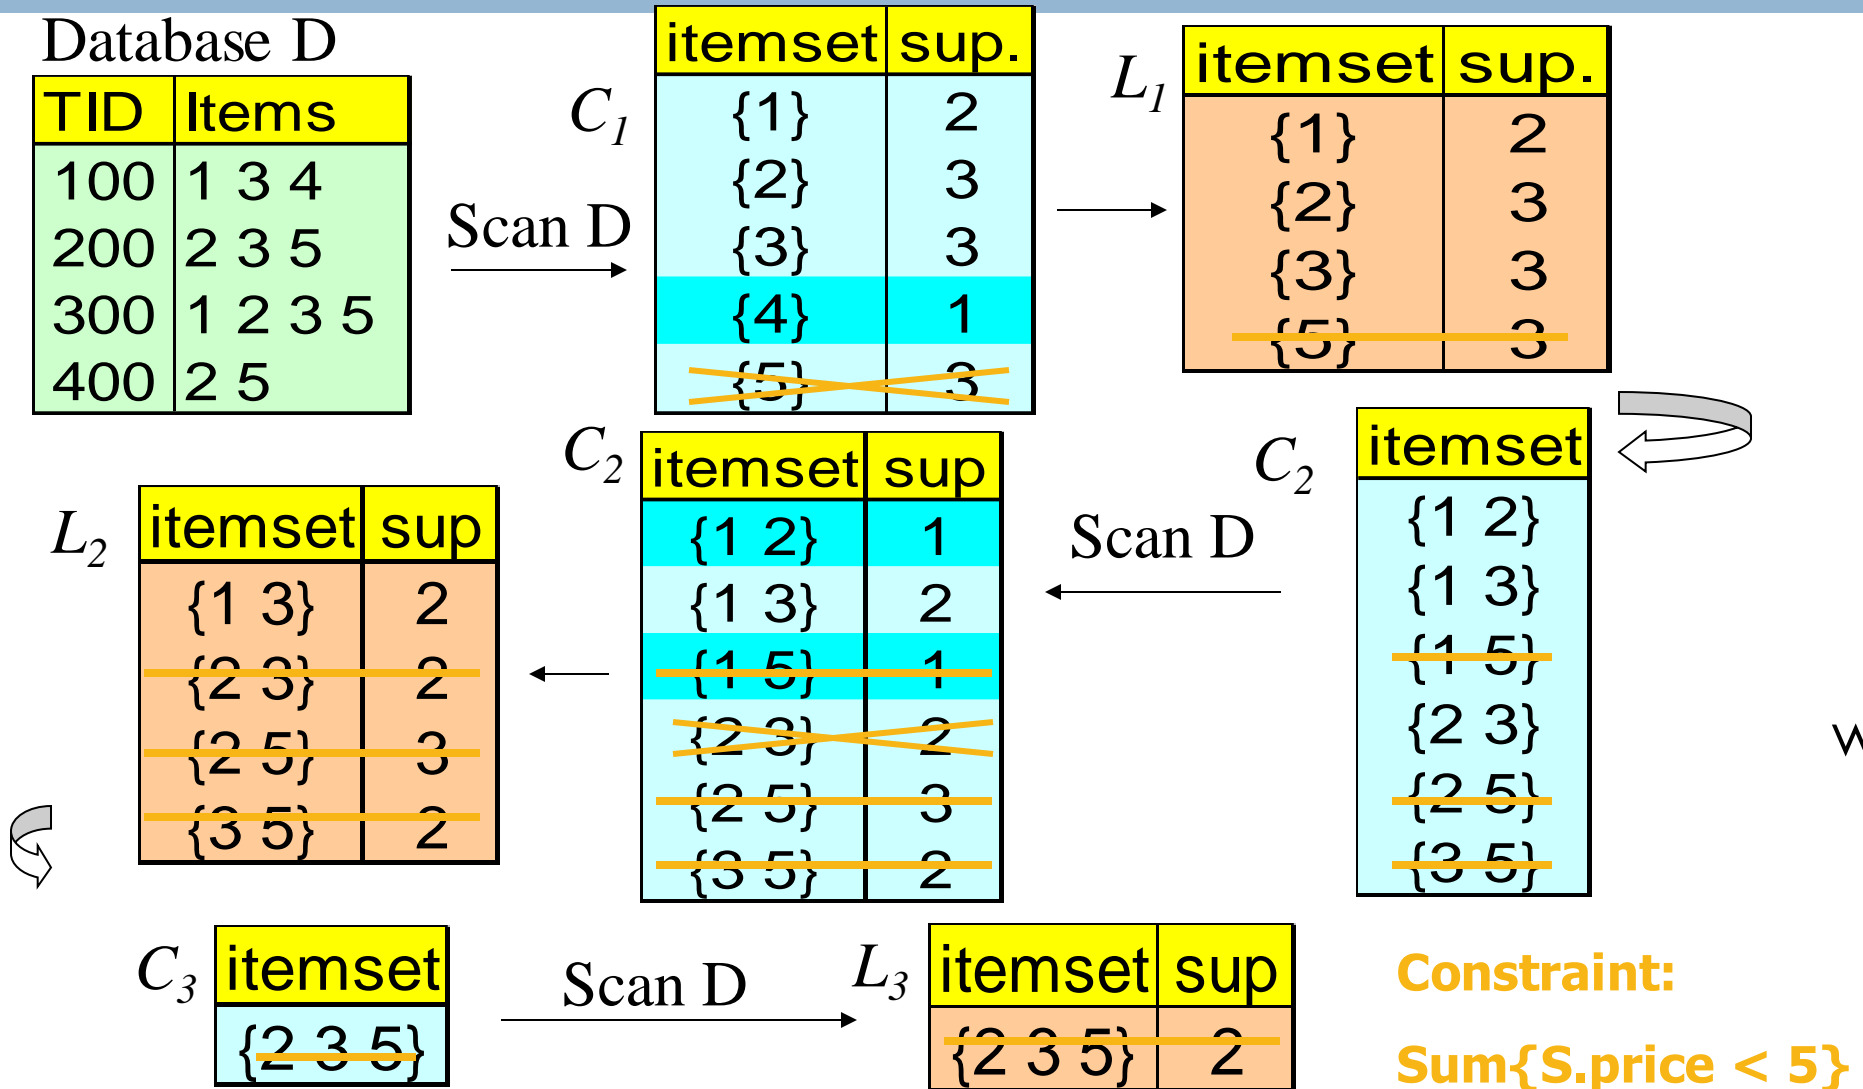 Database D
TID Items
100 1 3 4
200 2 3 5
300 1 2 3 5
400 2 5
Scan D
C1
itemset sup.
{1} 2
{2} 3
{3} 3
{4} 1
{5} 3
L1
itemset sup.
{1} 2
{2} 3
{3} 3
{5} 3
C2
itemset
{1 2}
{1 3}
{1 5}
{2 3}
{2 5}
{3 5}
Scan D
C2
itemset sup
{1 2} 1
{1 3} 2
{1 5} 1
{2 3} 2
{2 5} 3
{3 5} 2
L2
itemset sup
{1 3} 2
{2 3} 2
{2 5} 3
{3 5} 2
C3
itemset
{2 3 5}
Scan D
L3
itemset sup
{2 3 5} 2
Constraint:
Sum{S.price < 5}